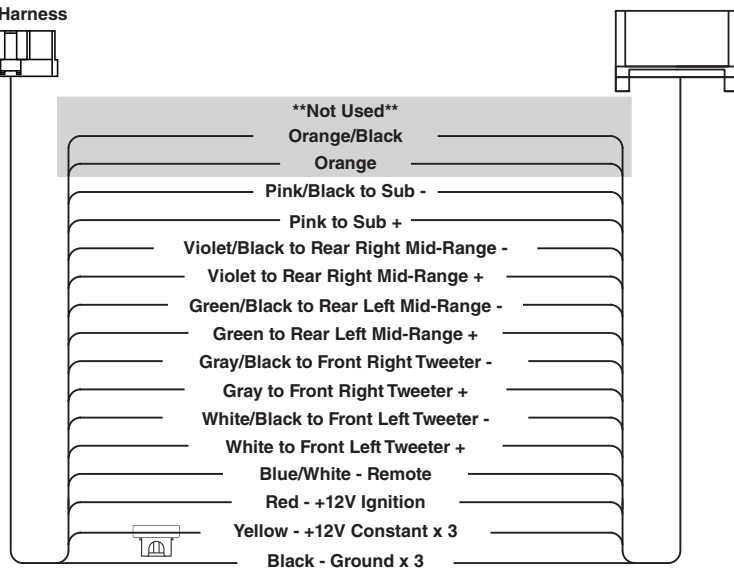 Harness
**Not Used**
Orange/Black
Orange
Pink/Black to Sub -
Pink to Sub +
Violet/Black to Rear Right Mid-Range -
Violet to Rear Right Mid-Range +
Green/Black to Rear Left Mid-Range -
Green to Rear Left Mid-Range +
Gray/Black to Front Right Tweeter -
Gray to Front Right Tweeter +
White/Black to Front Left Tweeter -
White to Front Left Tweeter +
Blue/White - Remote
Red - +12V Ignition
Yellow - +12V Constant x 3
Black - Ground x 3